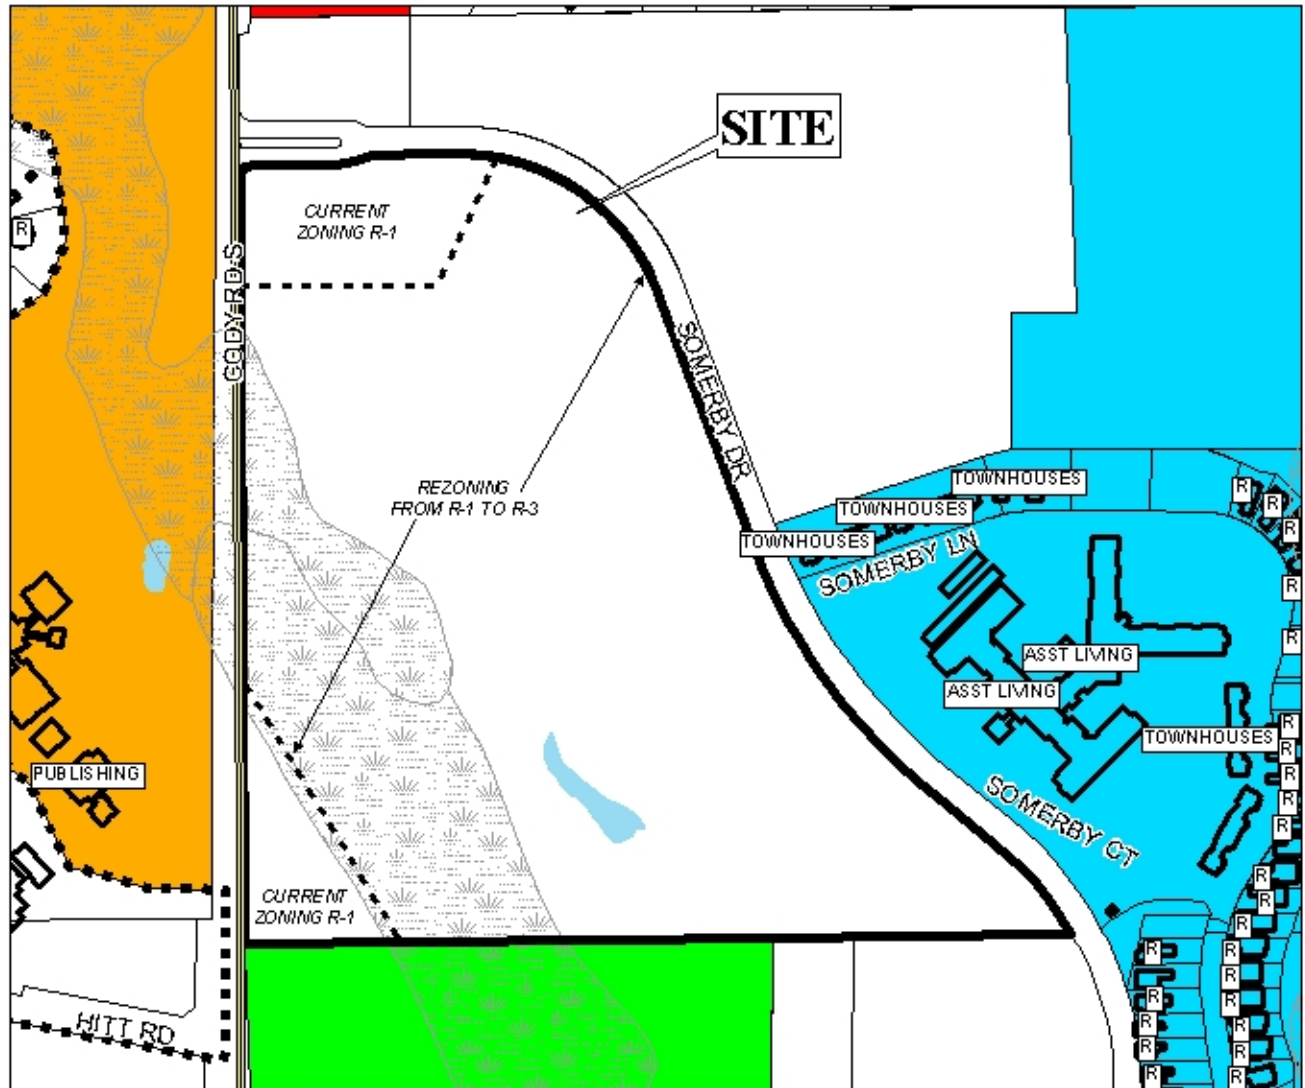 SITE
CURRENT
ZONING R-1
R
CODY RD S
SOMERBY DR
REZONING
FROM R-1 TO R-3
TOWNHOUSES
TOWNHOUSES
TOWNHOUSES
SOMERBY LN
R
R
R
R
R
ASST LIVING
ASST LIVING
TOWNHOUSES
R
R
R
R
R
PUBLISHING
SOMERBY CT
CURRENT
ZONING R-1
R
R
R
R
R
R
R
R
R
R
R
R
R
R
HITT RD